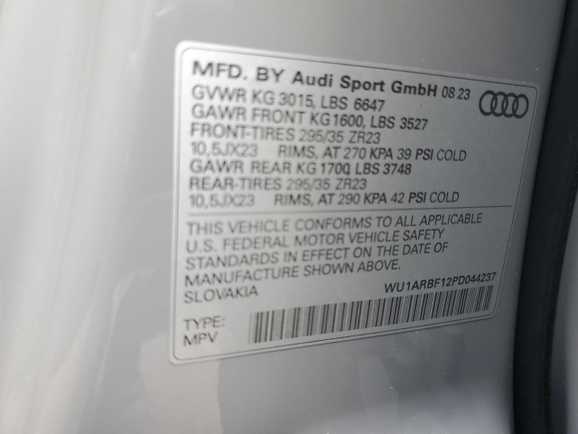 MFD. BY Audi Sport GmbH 08 23
GVWR KG 3015, LBS 6647
GAWR FRONT KG 1600, LBS 3527
FRONT-TIRES 295/35 ZR23
10,5JX23 RIMS, AT 270 KPA 39 PSI COLD
GAWR REAR KG 1700, LBS 3748
REAR-TIRES 295/35 ZR23
10,5JX23 RIMS, AT 290 KPA 42 PSI COLD
THIS VEHICLE CONFORMS TO ALL APPLICABLE
U.S. FEDERAL MOTOR VEHICLE SAFETY
STANDARDS IN EFFECT ON THE DATE OF
MANUFACTURE SHOWN ABOVE.
SLOVAKIA
WU1ARBF12PD044237
TYPE:
MPV